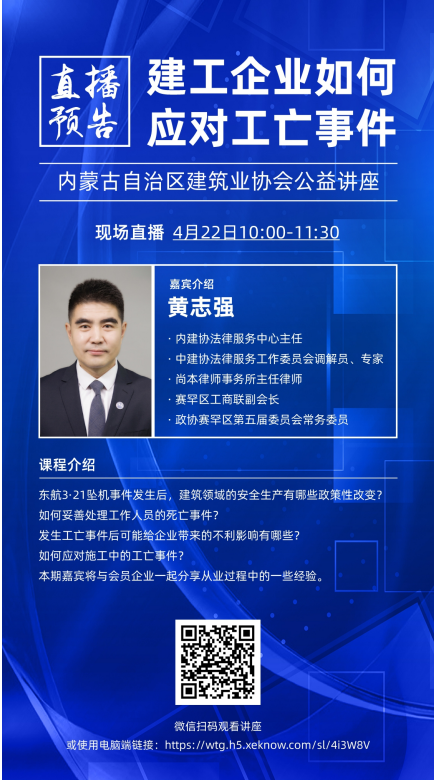 直播
预告
建工企业如何
应对工亡事件
内蒙古自治区建筑业协会公益讲座
现场直播 4月22日10:00-11:30
嘉宾介绍
黄志强
· 内建协法律服务中心主任
· 中建协法律服务工作委员会调解员、专家
· 尚本律师事务所主任律师
· 赛罕区工商联副会长
· 政协赛罕区第五届委员会常务委员
课程介绍
东航3·21坠机事件发生后，建筑领域的安全生产有哪些政策性改变？
如何妥善处理工作人员的死亡事件？
发生工亡事件后可能给企业带来的不利影响有哪些？
如何应对施工中的工亡事件？
本期嘉宾将与会员企业一起分享从业过程中的一些经验。
微信扫码观看讲座
或使用电脑端链接：https://wtg.h5.xeknow.com/sl/4i3W8V